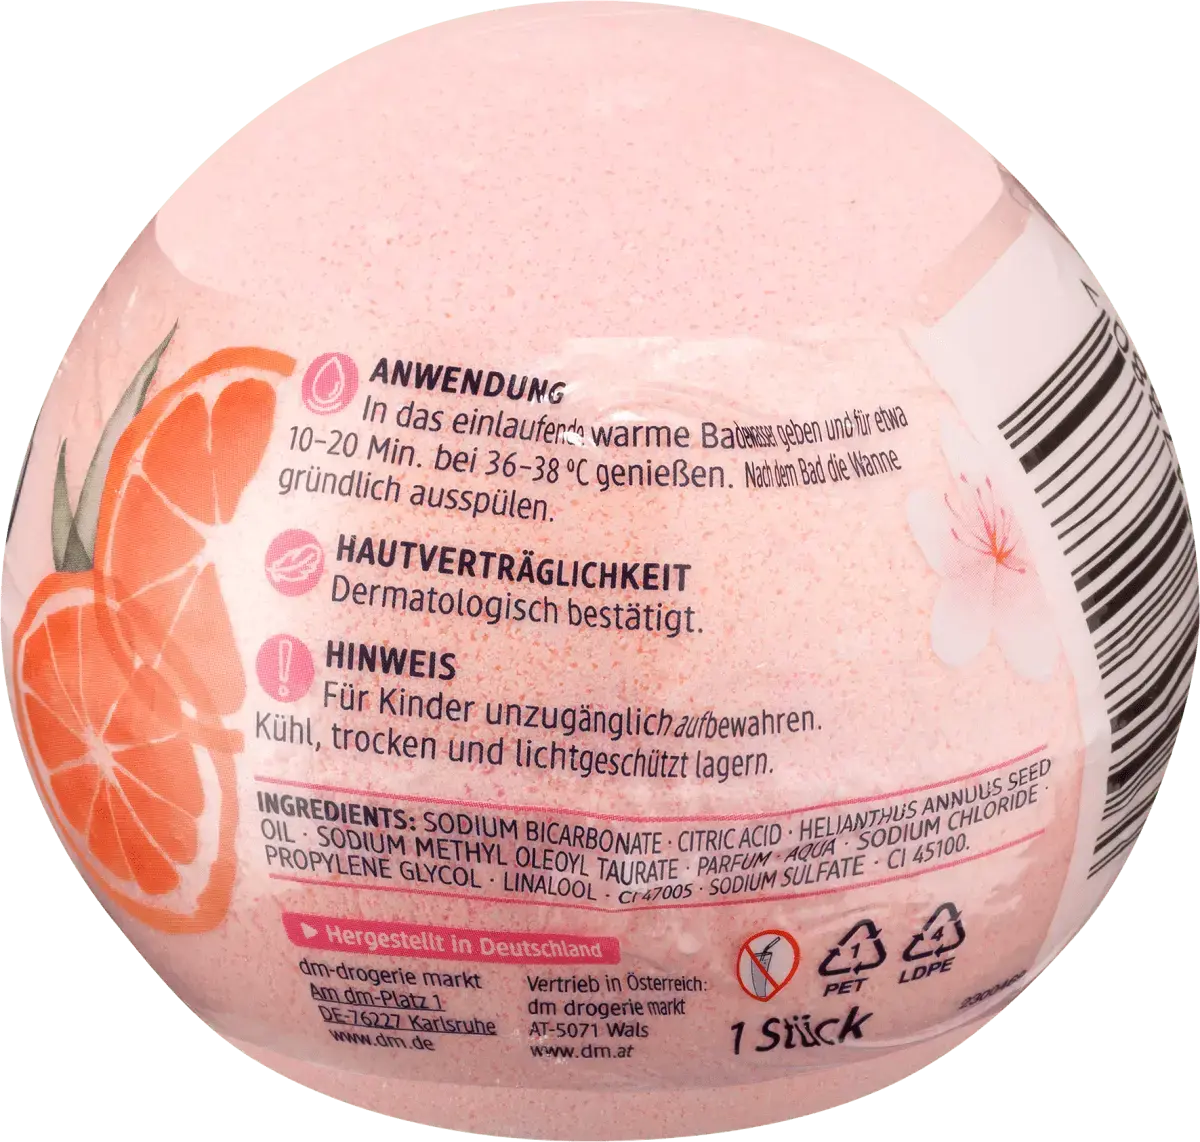 ANWENDUNG
In das einlaufende warme Badewasser geben und für etwa
10–20 Min. bei 36–38 °C genießen. Nach dem Bad die Wanne
gründlich ausspülen.
HAUTVERTRÄGLICHKEIT
Dermatologisch bestätigt.
HINWEIS
Für Kinder unzugänglich aufbewahren.
Kühl, trocken und lichtgeschützt lagern.
INGREDIENTS: SODIUM BICARBONATE · CITRIC ACID · HELIANTHUS ANNUUS SEED
OIL · SODIUM METHYL OLEOYL TAURATE · PARFUM · AQUA · SODIUM CHLORIDE ·
PROPYLENE GLYCOL · LINALOOL · CI 47005 · SODIUM SULFATE · CI 45100.
Hergestellt in Deutschland
dm-drogerie markt
Am dm-Platz 1
DE-76227 Karlsruhe
www.dm.de
Vertrieb in Österreich:
dm drogerie markt
AT-5071 Wals
www.dm.at
1
PET
4
LDPE
1 Stück